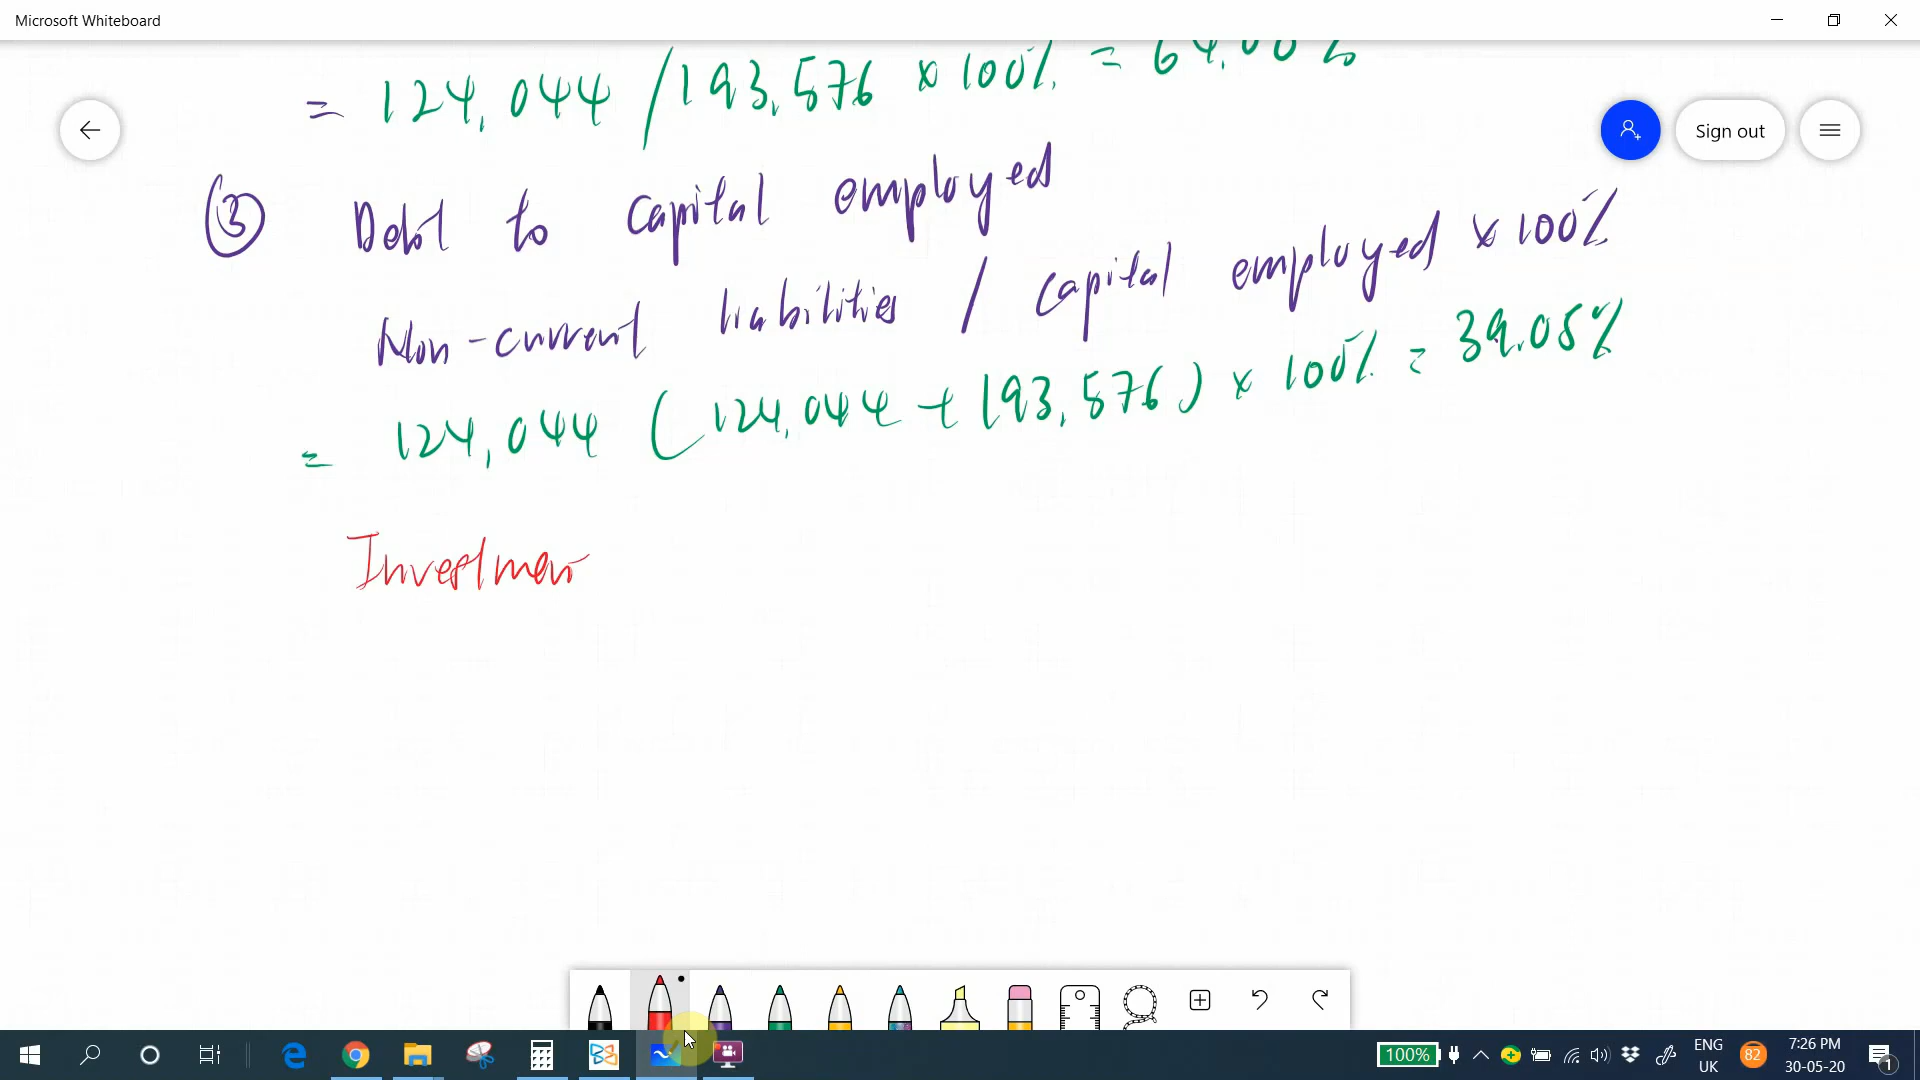 Microsoft Whiteboard
= 124,044 / 193,576 × 100% = 64.08%
Sign out
③ Debt to capital employed
Non-current liabilities / capital employed × 100%
= 124,044 (124,044 + 193,576) × 100% = 39.05%
Investmen
100%
ENG
UK
82
7:26 PM
30-05-20
1